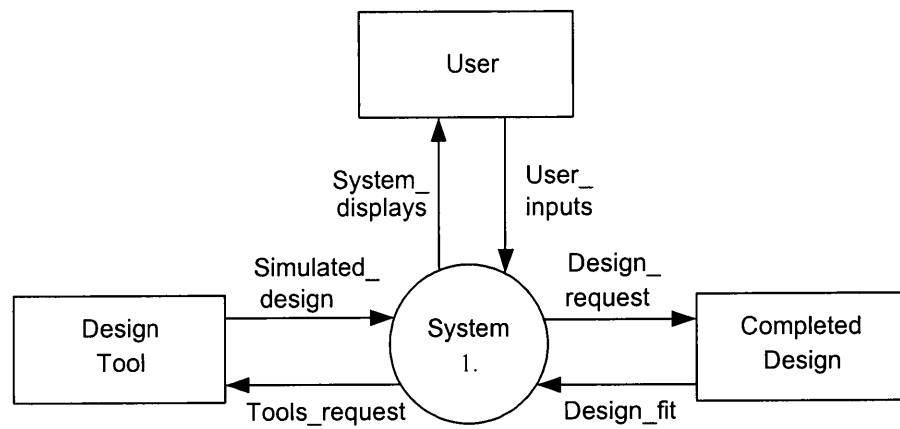 User
System_
displays
User_
inputs
Simulated_
design
Design_
request
Design
Tool
System
1.
Completed
Design
Tools_request
Design_fit